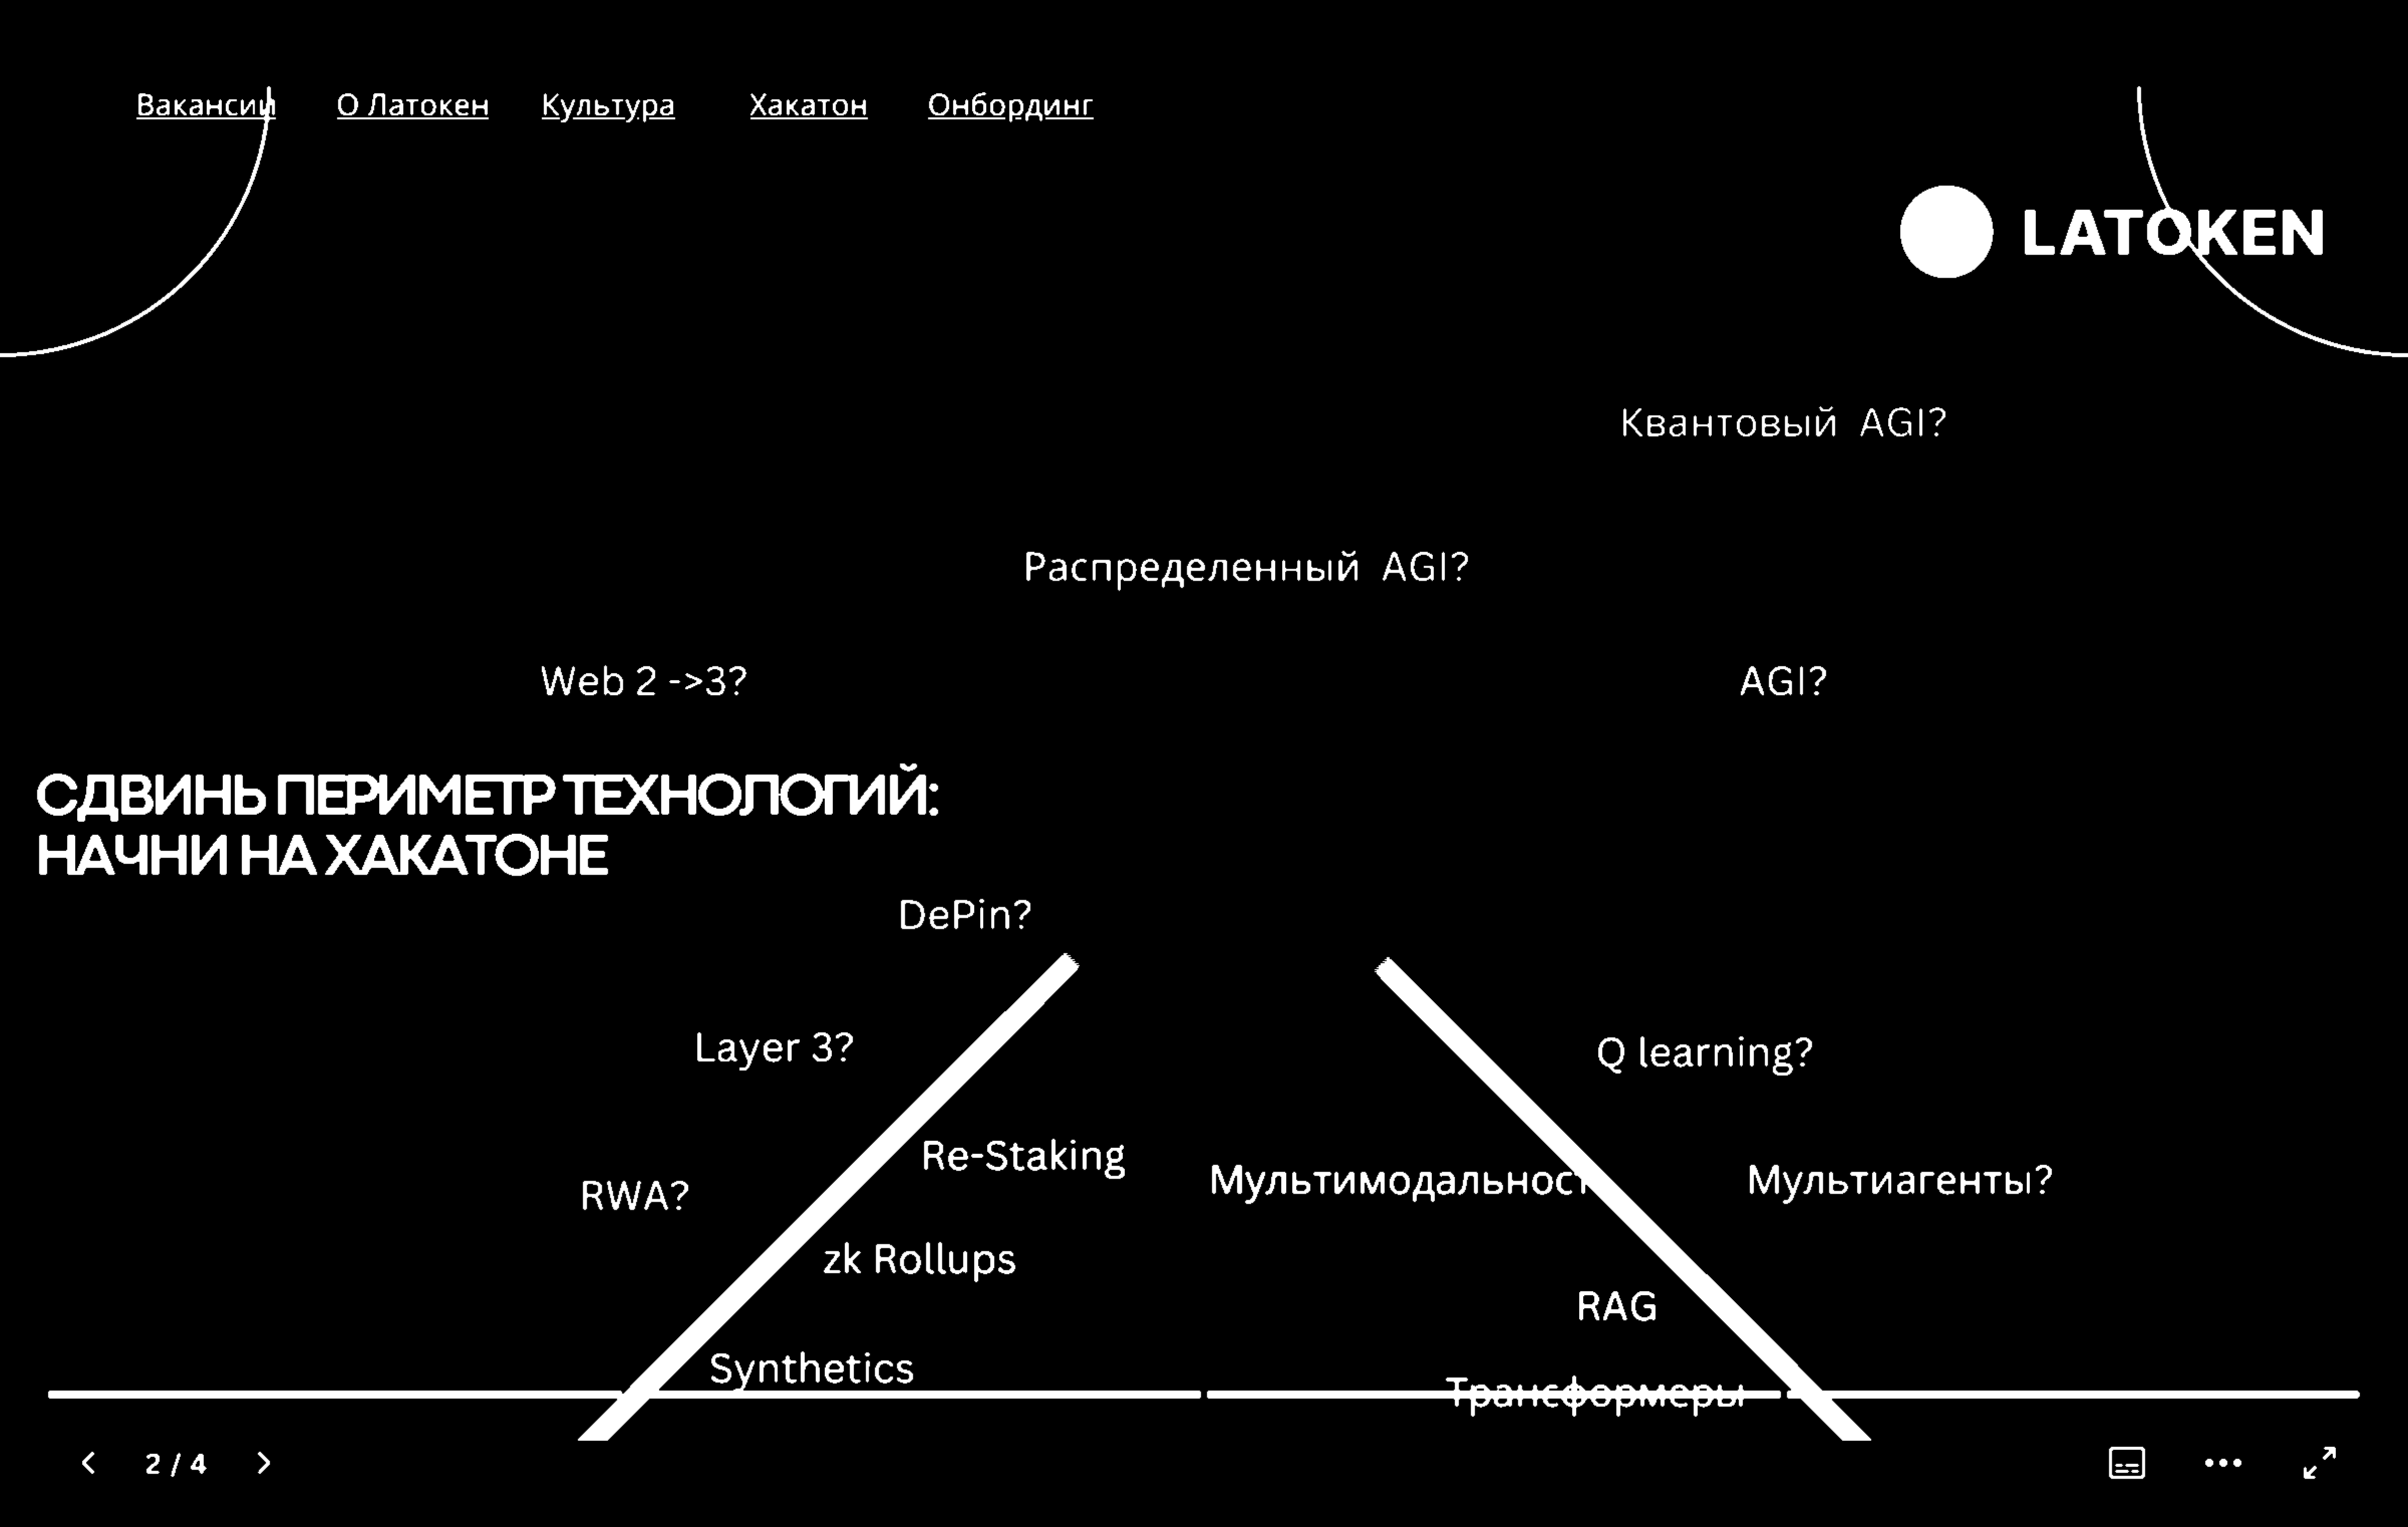 Вакансии О Латокен Культура Хакатон Онбординг
LATOKEN
Квантовый AGI?
Распределенный AGI?
Web 2 ->3?
AGI?
СДВИНЬ ПЕРИМЕТР ТЕХНОЛОГИЙ:
НАЧНИ НА ХАКАТОНЕ
DePin?
Layer 3?
Q learning?
Re-Staking
Мультимодальност
Мультиагенты?
RWA?
zk Rollups
RAG
Synthetics
Трансформеры
2 / 4